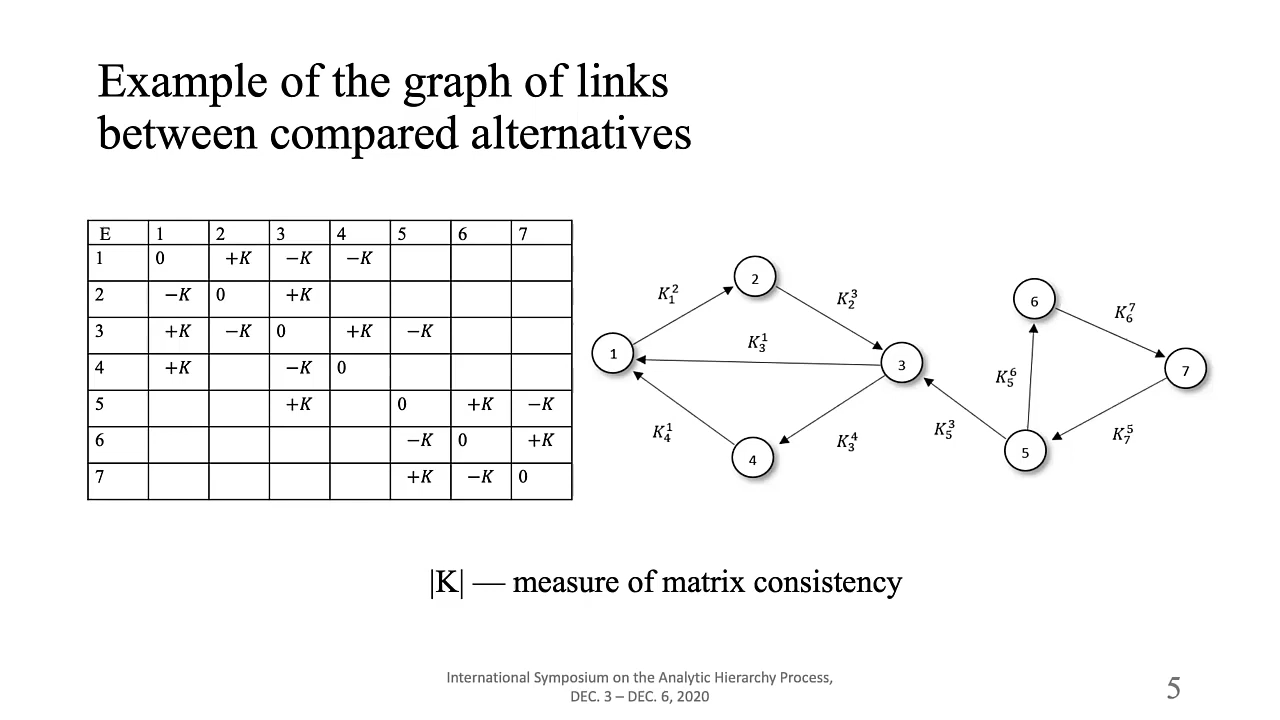 Example of the graph of links
between compared alternatives
E 1 2 3 4 5 6 7
1 0 +K −K −K
2 −K 0 +K
3 +K −K 0 +K −K
4 +K −K 0
5 +K 0 +K −K
6 −K 0 +K
7 +K −K 0
2
6
K₁²
K₂³
K₆⁷
K₃¹
1
3
7
K₅⁶
K₄¹
K₃⁴
K₅³
K₇⁵
4
5
|K| — measure of matrix consistency
International Symposium on the Analytic Hierarchy Process,
DEC. 3 – DEC. 6, 2020
5